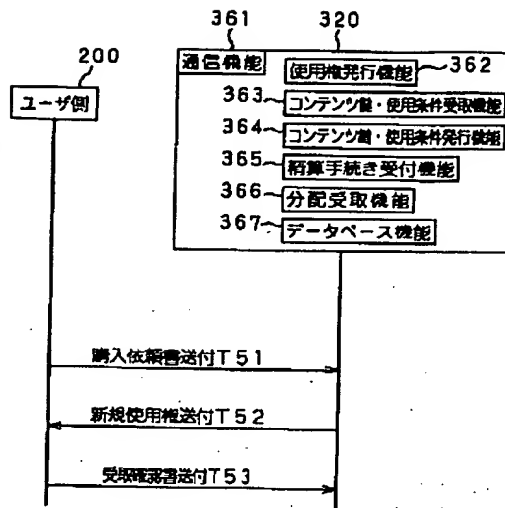 361
320
200
通信機能
使用権発行機能
362
ユーザ側
363
コンテンツ鍵・使用条件受取機能
364
コンテンツ鍵・使用条件発行機能
365
精算手続き受付機能
366
分配受取機能
367
データベース機能
購入依頼書送付T51
新規使用権送付T52
受取確認書送付T53